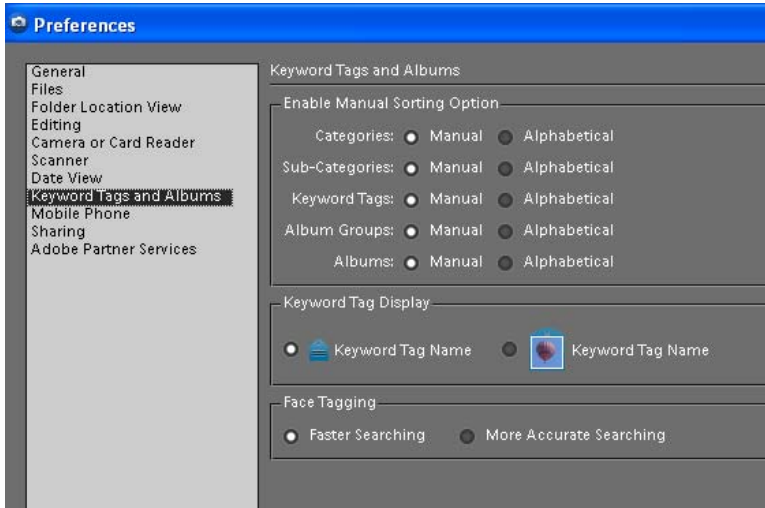 Preferences
General
Files
Folder Location View
Editing
Camera or Card Reader
Scanner
Date View
Keyword Tags and Albums
Mobile Phone
Sharing
Adobe Partner Services
Keyword Tags and Albums
Enable Manual Sorting Option
Categories: Manual Alphabetical
Sub-Categories: Manual Alphabetical
Keyword Tags: Manual Alphabetical
Album Groups: Manual Alphabetical
Albums: Manual Alphabetical
Keyword Tag Display
Keyword Tag Name Keyword Tag Name
Face Tagging
Faster Searching More Accurate Searching